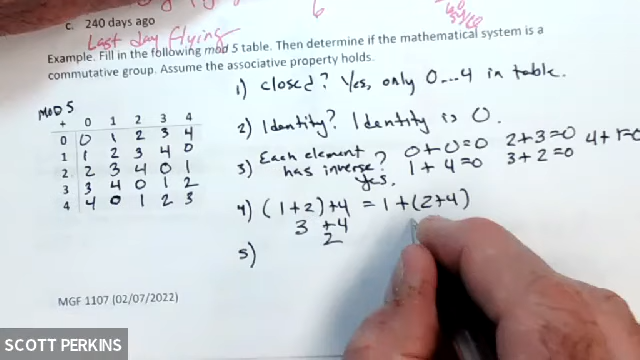 c. 240 days ago
Last day flying
6
Example. Fill in the following mod 5 table. Then determine if the mathematical system is a
commutative group. Assume the associative property holds.
MOD 5
+ 0 1 2 3 4
0 0 1 2 3 4
1 1 2 3 4 0
2 2 3 4 0 1
3 3 4 0 1 2
4 4 0 1 2 3
1) closed? Yes, only 0...4 in table.
2) Identity? Identity is 0.
3) Each element has inverse? Yes.
0+0=0 2+3=0 4+1=0
1+4=0 3+2=0
4) (1+2)+4 = 1+(2+4)
3 +4
2
5)
MGF 1107 (02/07/2022)
SCOTT PERKINS